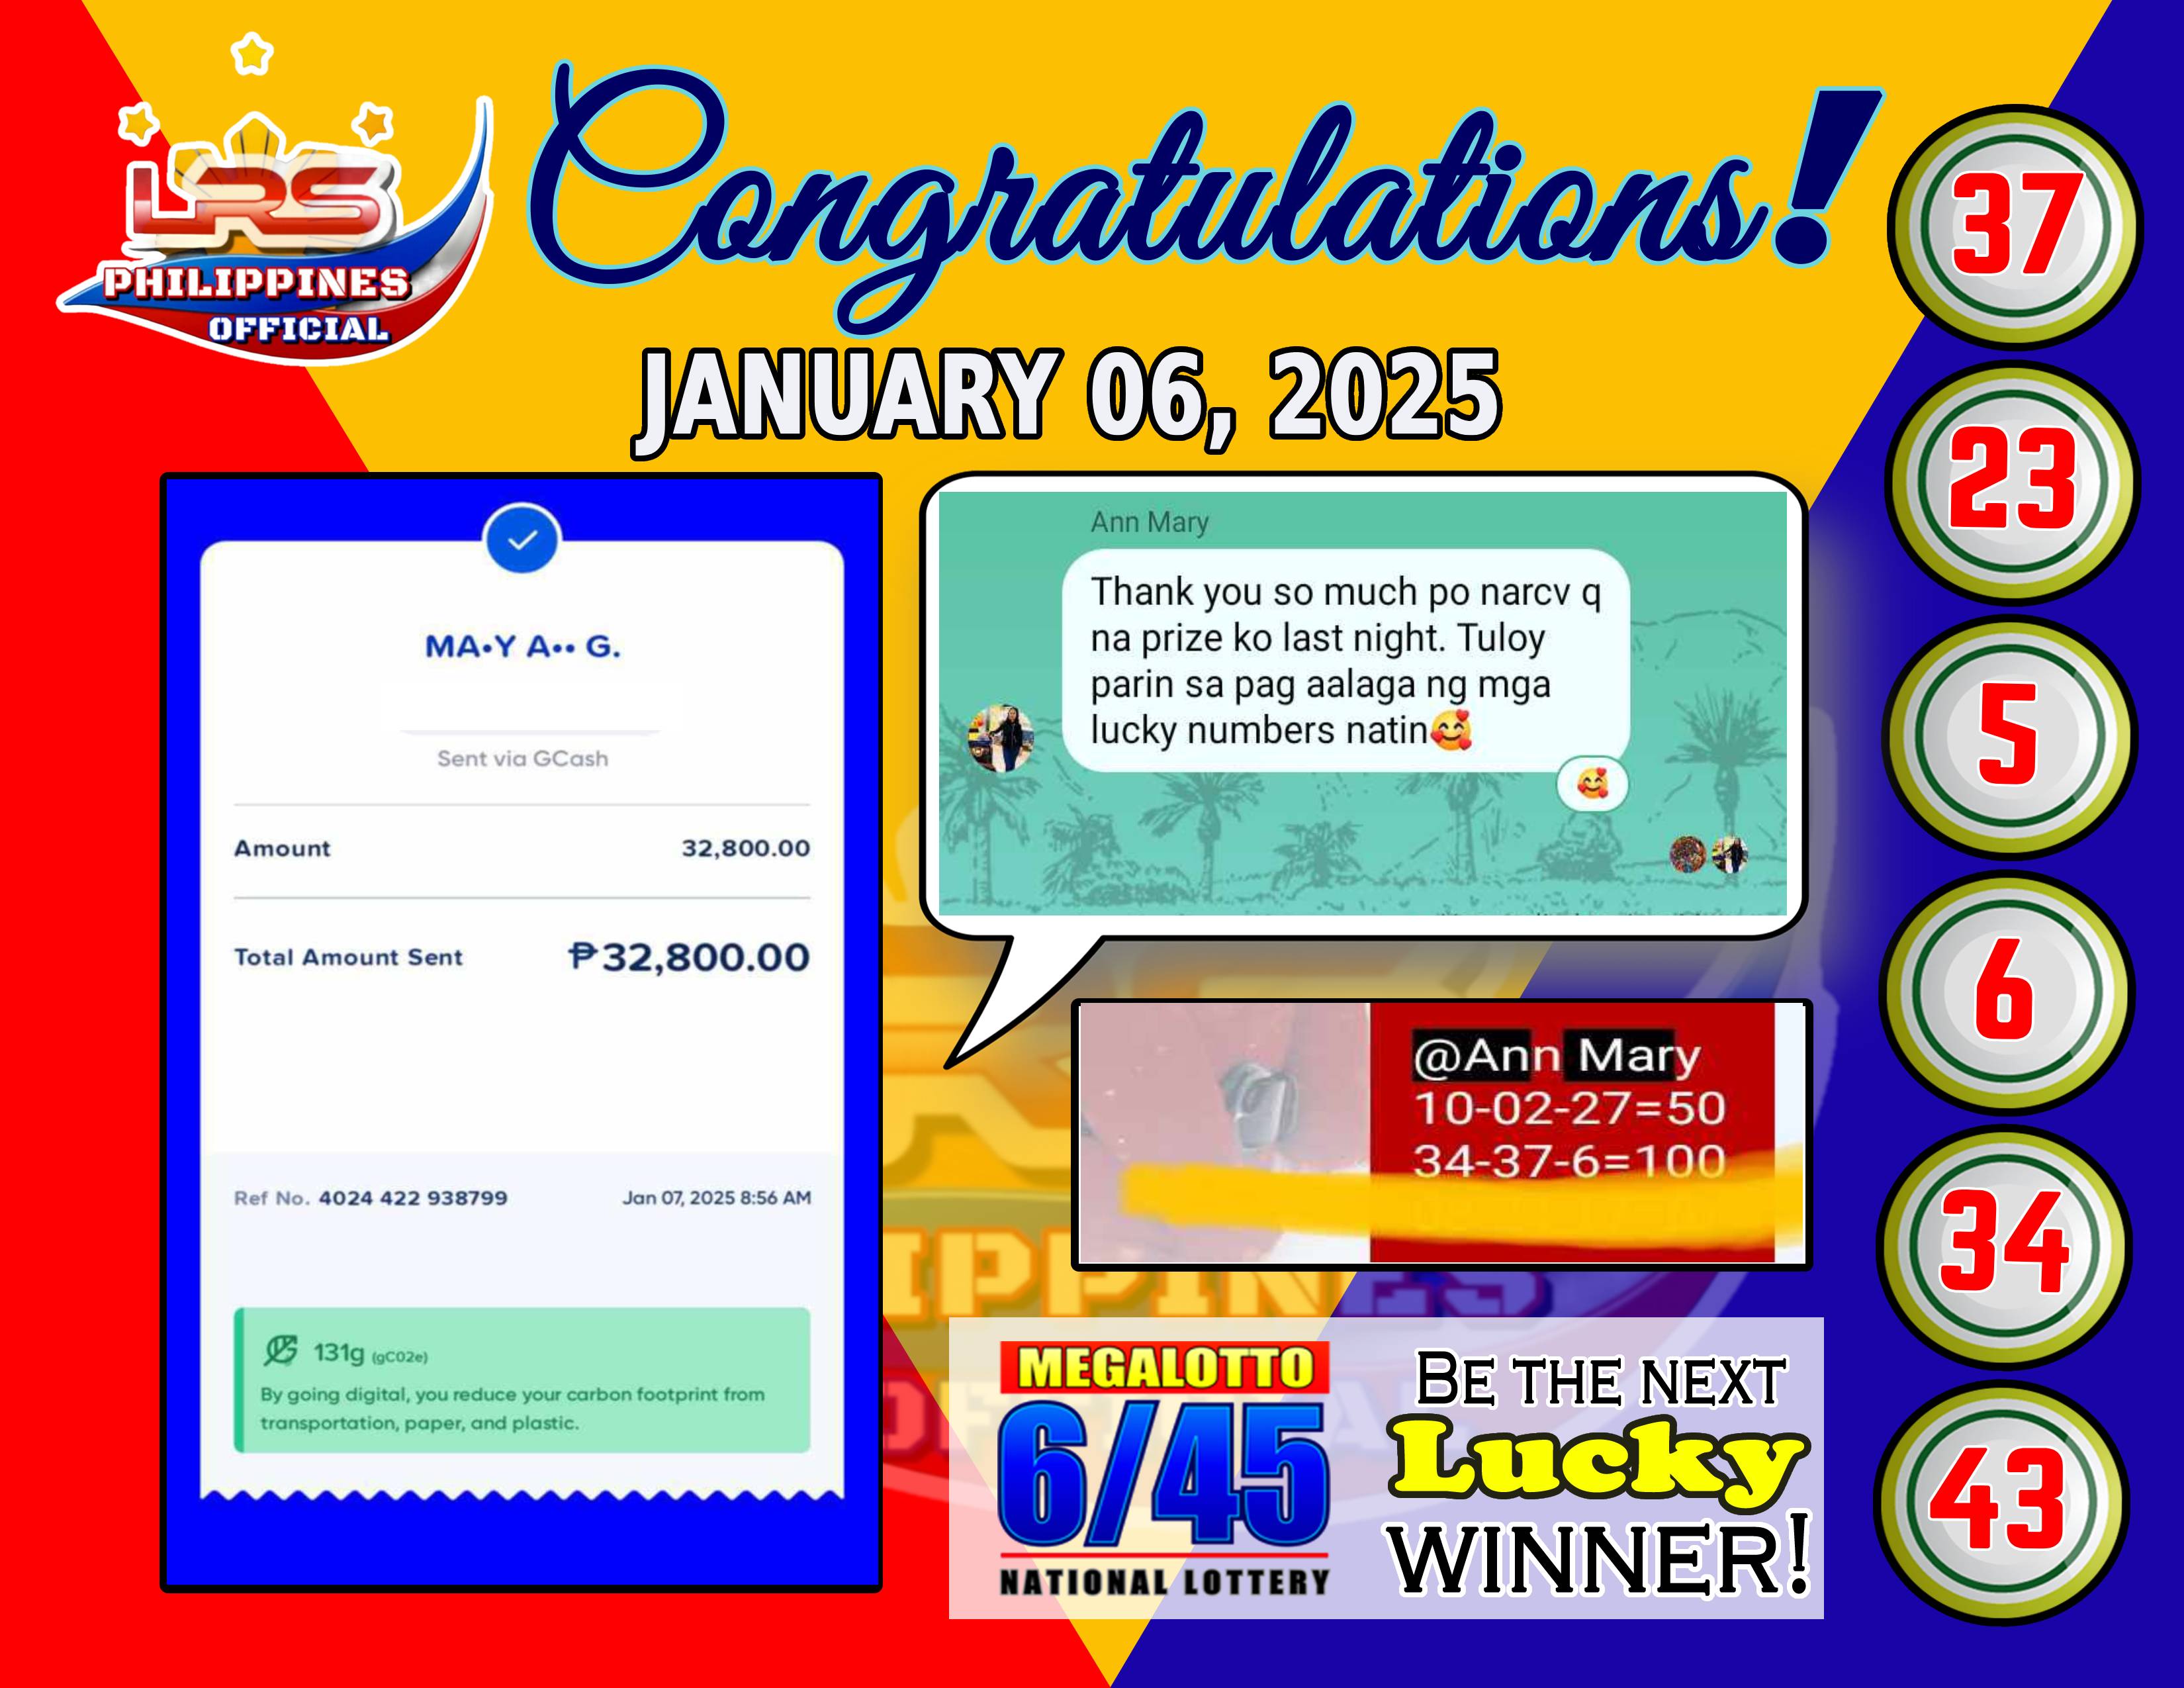 LRS
PHILIPPINES
OFFICIAL
Congratulations!
JANUARY 06, 2025
MA•Y A•• G.
Sent via GCash
Amount 32,800.00
Total Amount Sent ₱32,800.00
Ref No. 4024 422 938799 Jan 07, 2025 8:56 AM
131g (gCO2e)
By going digital, you reduce your carbon footprint from
transportation, paper, and plastic.
Ann Mary
Thank you so much po narcv q
na prize ko last night. Tuloy
parin sa pag aalaga ng mga
lucky numbers natin🥰
🥰
@Ann Mary
10-02-27=50
34-37-6=100
MEGALOTTO
6/45
NATIONAL LOTTERY
BE THE NEXT
Lucky
WINNER!
37
23
5
6
34
43